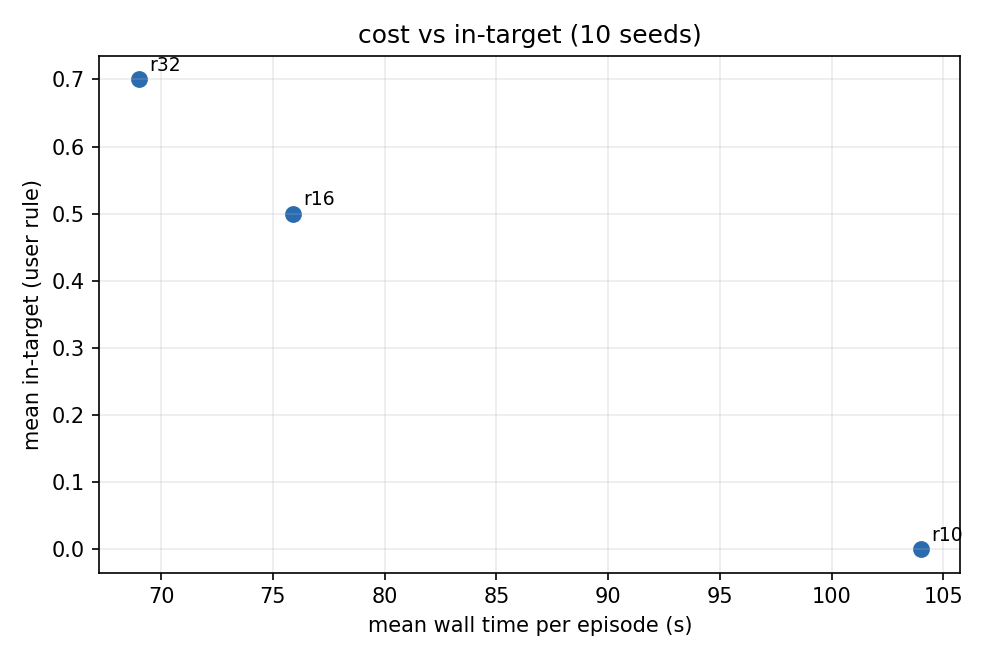 cost vs in-target (10 seeds)
mean in-target (user rule)
0.7
0.6
0.5
0.4
0.3
0.2
0.1
0.0
r32
r16
r10
70 75 80 85 90 95 100 105
mean wall time per episode (s)